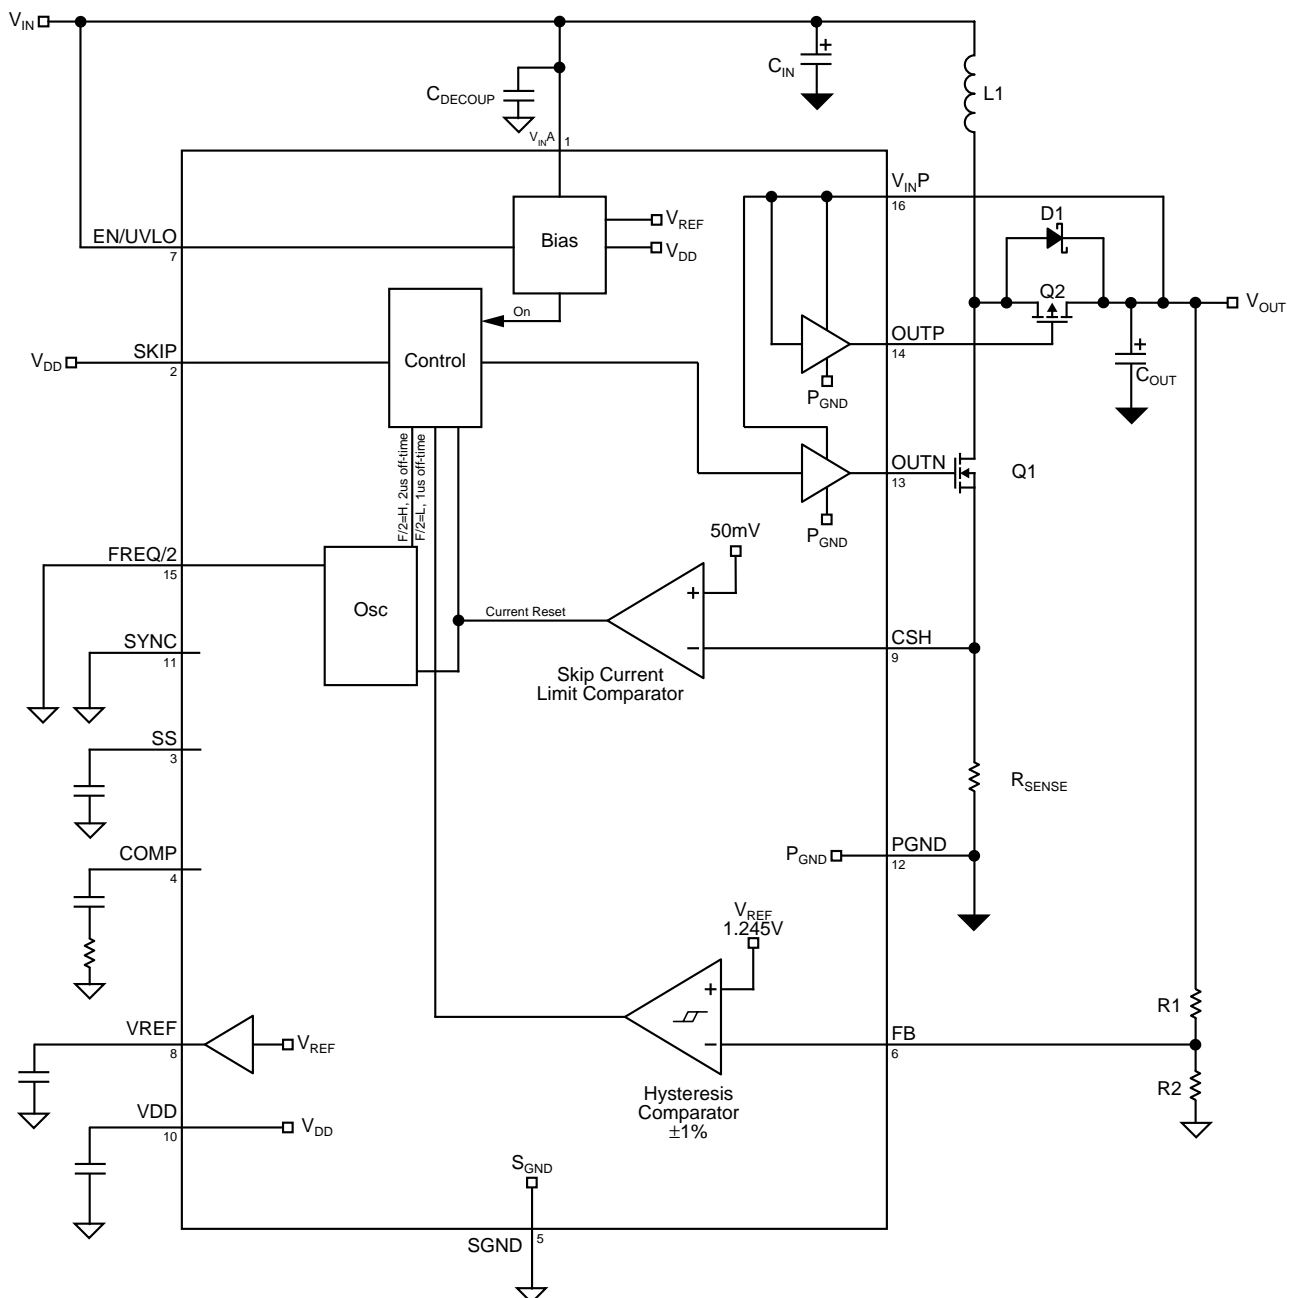 VIN
CIN
+
L1
CDECOUP
VINA
1
VINP
16
D1
EN/UVLO
7
Bias
VREF
VDD
Q2
VOUT
On
OUTP
14
+
COUT
VDD
SKIP
2
Control
PGND
F/2=H, 2us off-time
F/2=L, 1us off-time
OUTN
13
Q1
PGND
50mV
FREQ/2
15
Osc
+
Current Reset
SYNC
11
−
CSH
9
Skip Current
Limit Comparator
SS
3
RSENSE
COMP
4
PGND
PGND
12
VREF
1.245V
+
R1
VREF
8
VREF
−
FB
6
R2
Hysteresis
Comparator
±1%
VDD
10
VDD
SGND
SGND
5